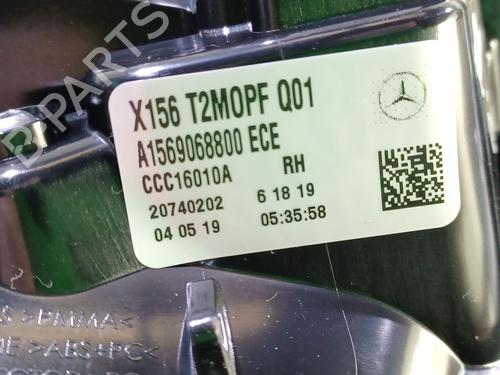 B-PARTS
X156 T2MOPF Q01
A1569068800 ECE
CCC16010A RH
20740202 6 18 19
04 05 19 05:35:58
>PMMA<
>ABS+PC<